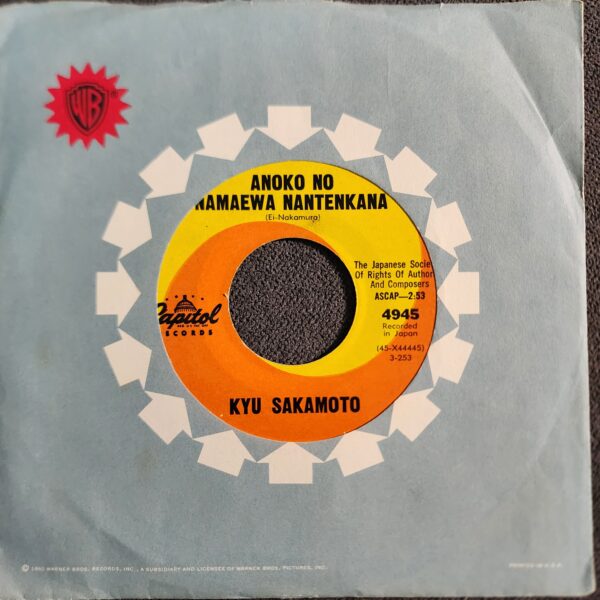 WB
®
ANOKO NO
NAMAEWA NANTENKANA
(Ei-Nakamura)
The Japanese Socie
Of Rights Of Author
And Composers
ASCAP—2:53
4945
Recorded
in Japan
(45-X44445)
3-253
Capitol
ECORDS
KYU SAKAMOTO
WARNER BROS. RECORDS, INC., A SUBSIDIARY AND LICENSEE OF WARNER BROS. PICTURES, INC.